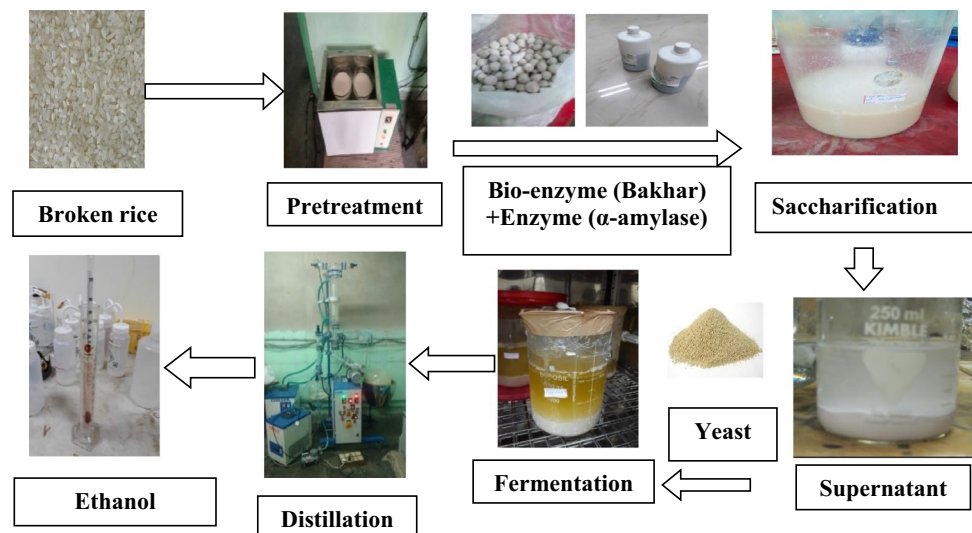 Broken rice
Pretreatment
Bio-enzyme (Bakhar)
+Enzyme (α-amylase)
Saccharification
250 ml
KIMBLE
Yeast
Supernatant
Fermentation
Distillation
Ethanol